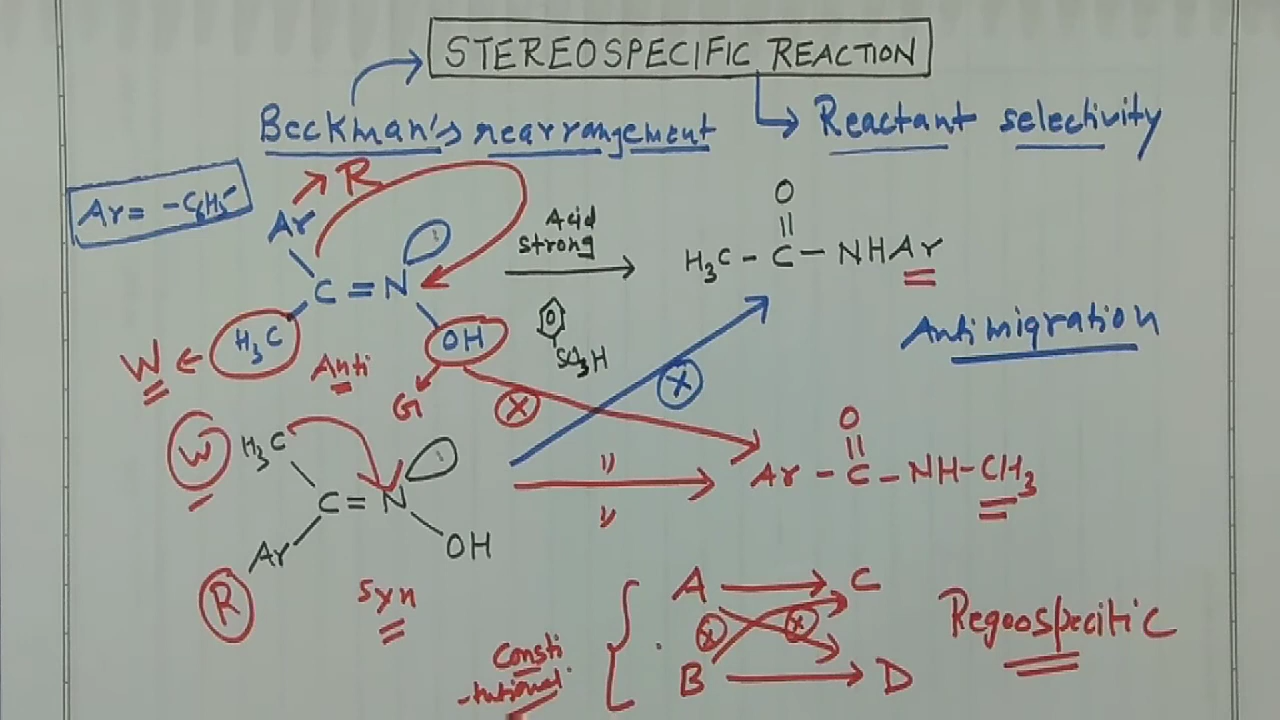 STEREOSPECIFIC REACTION
Beckman's rearrangement
Reactant selectivity
Ar = -C6H5
R
Ar
C = N
H3C
OH
W
Anti
G
Acid
strong
SO3H
O
H3C - C - NHAr
Antimigration
X
X
W
H3C
C = N
Ar
OH
R
Syn
O
Ar - C - NH-CH3
Consti
-tutional
A
C
X
X
B
D
Regeospecitic